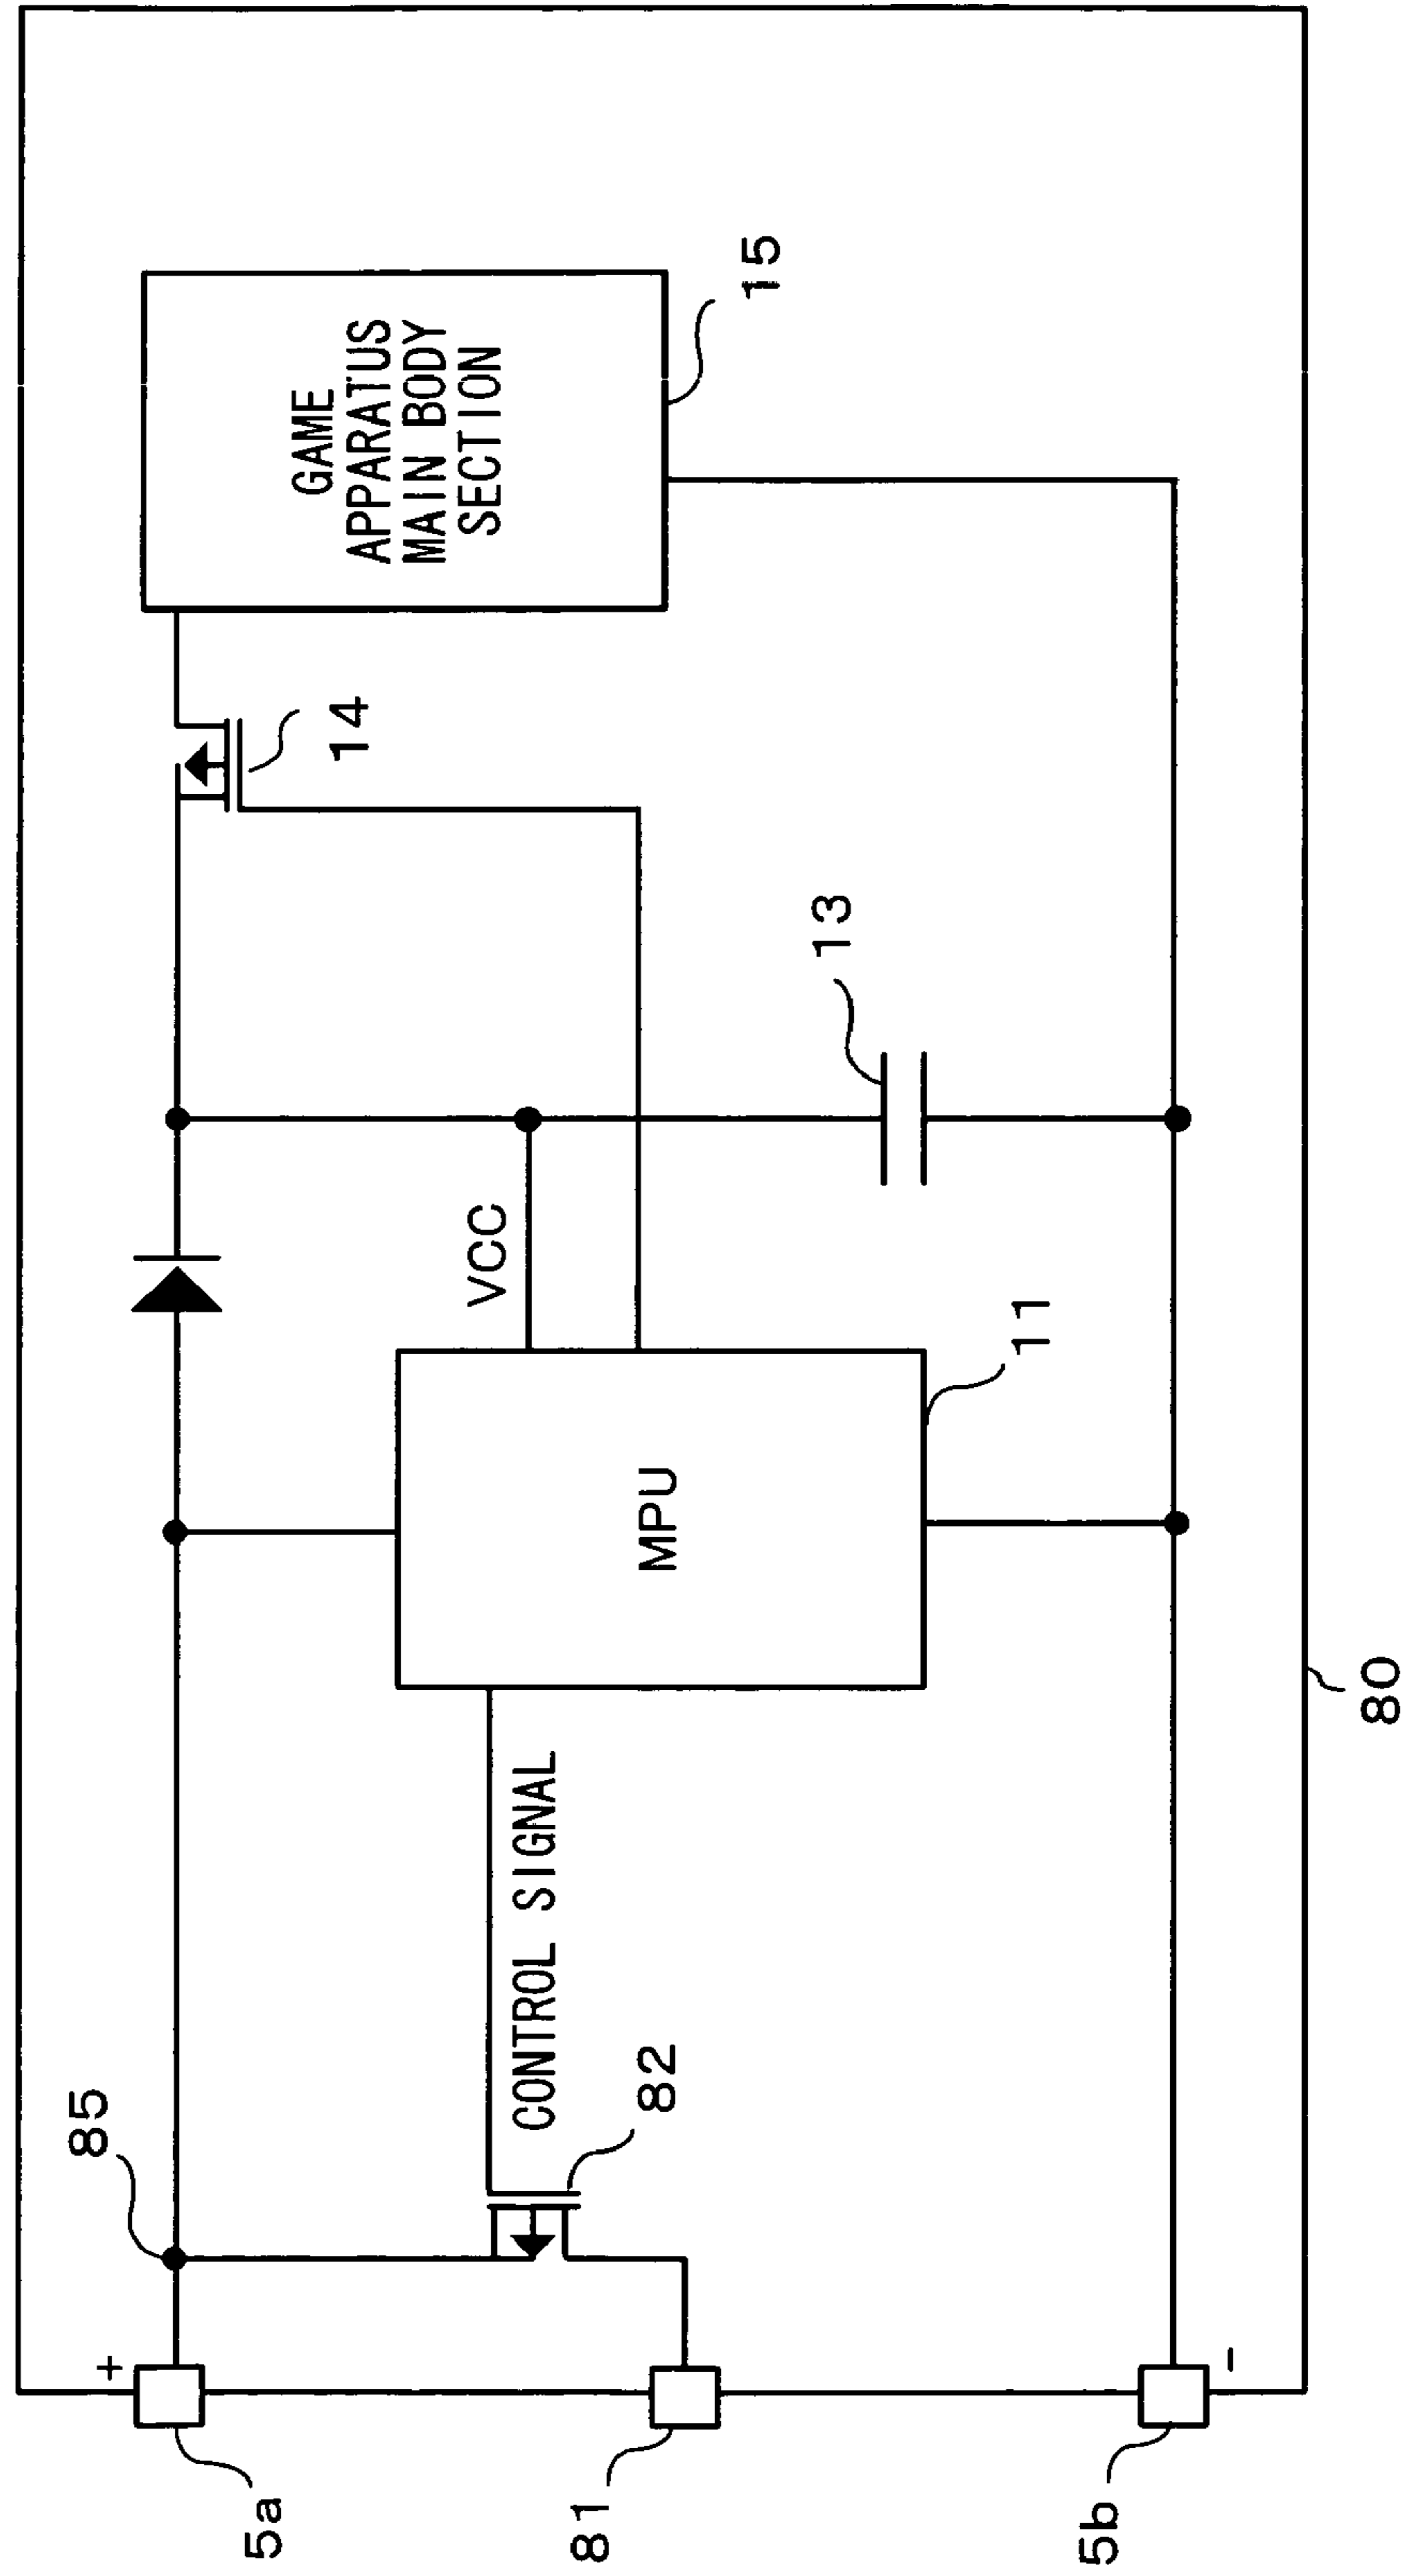 85
+
5a
81
5b
-
CONTROL SIGNAL
82
MPU
11
VCC
13
14
GAME
APPARATUS
MAIN BODY
SECTION
15
80